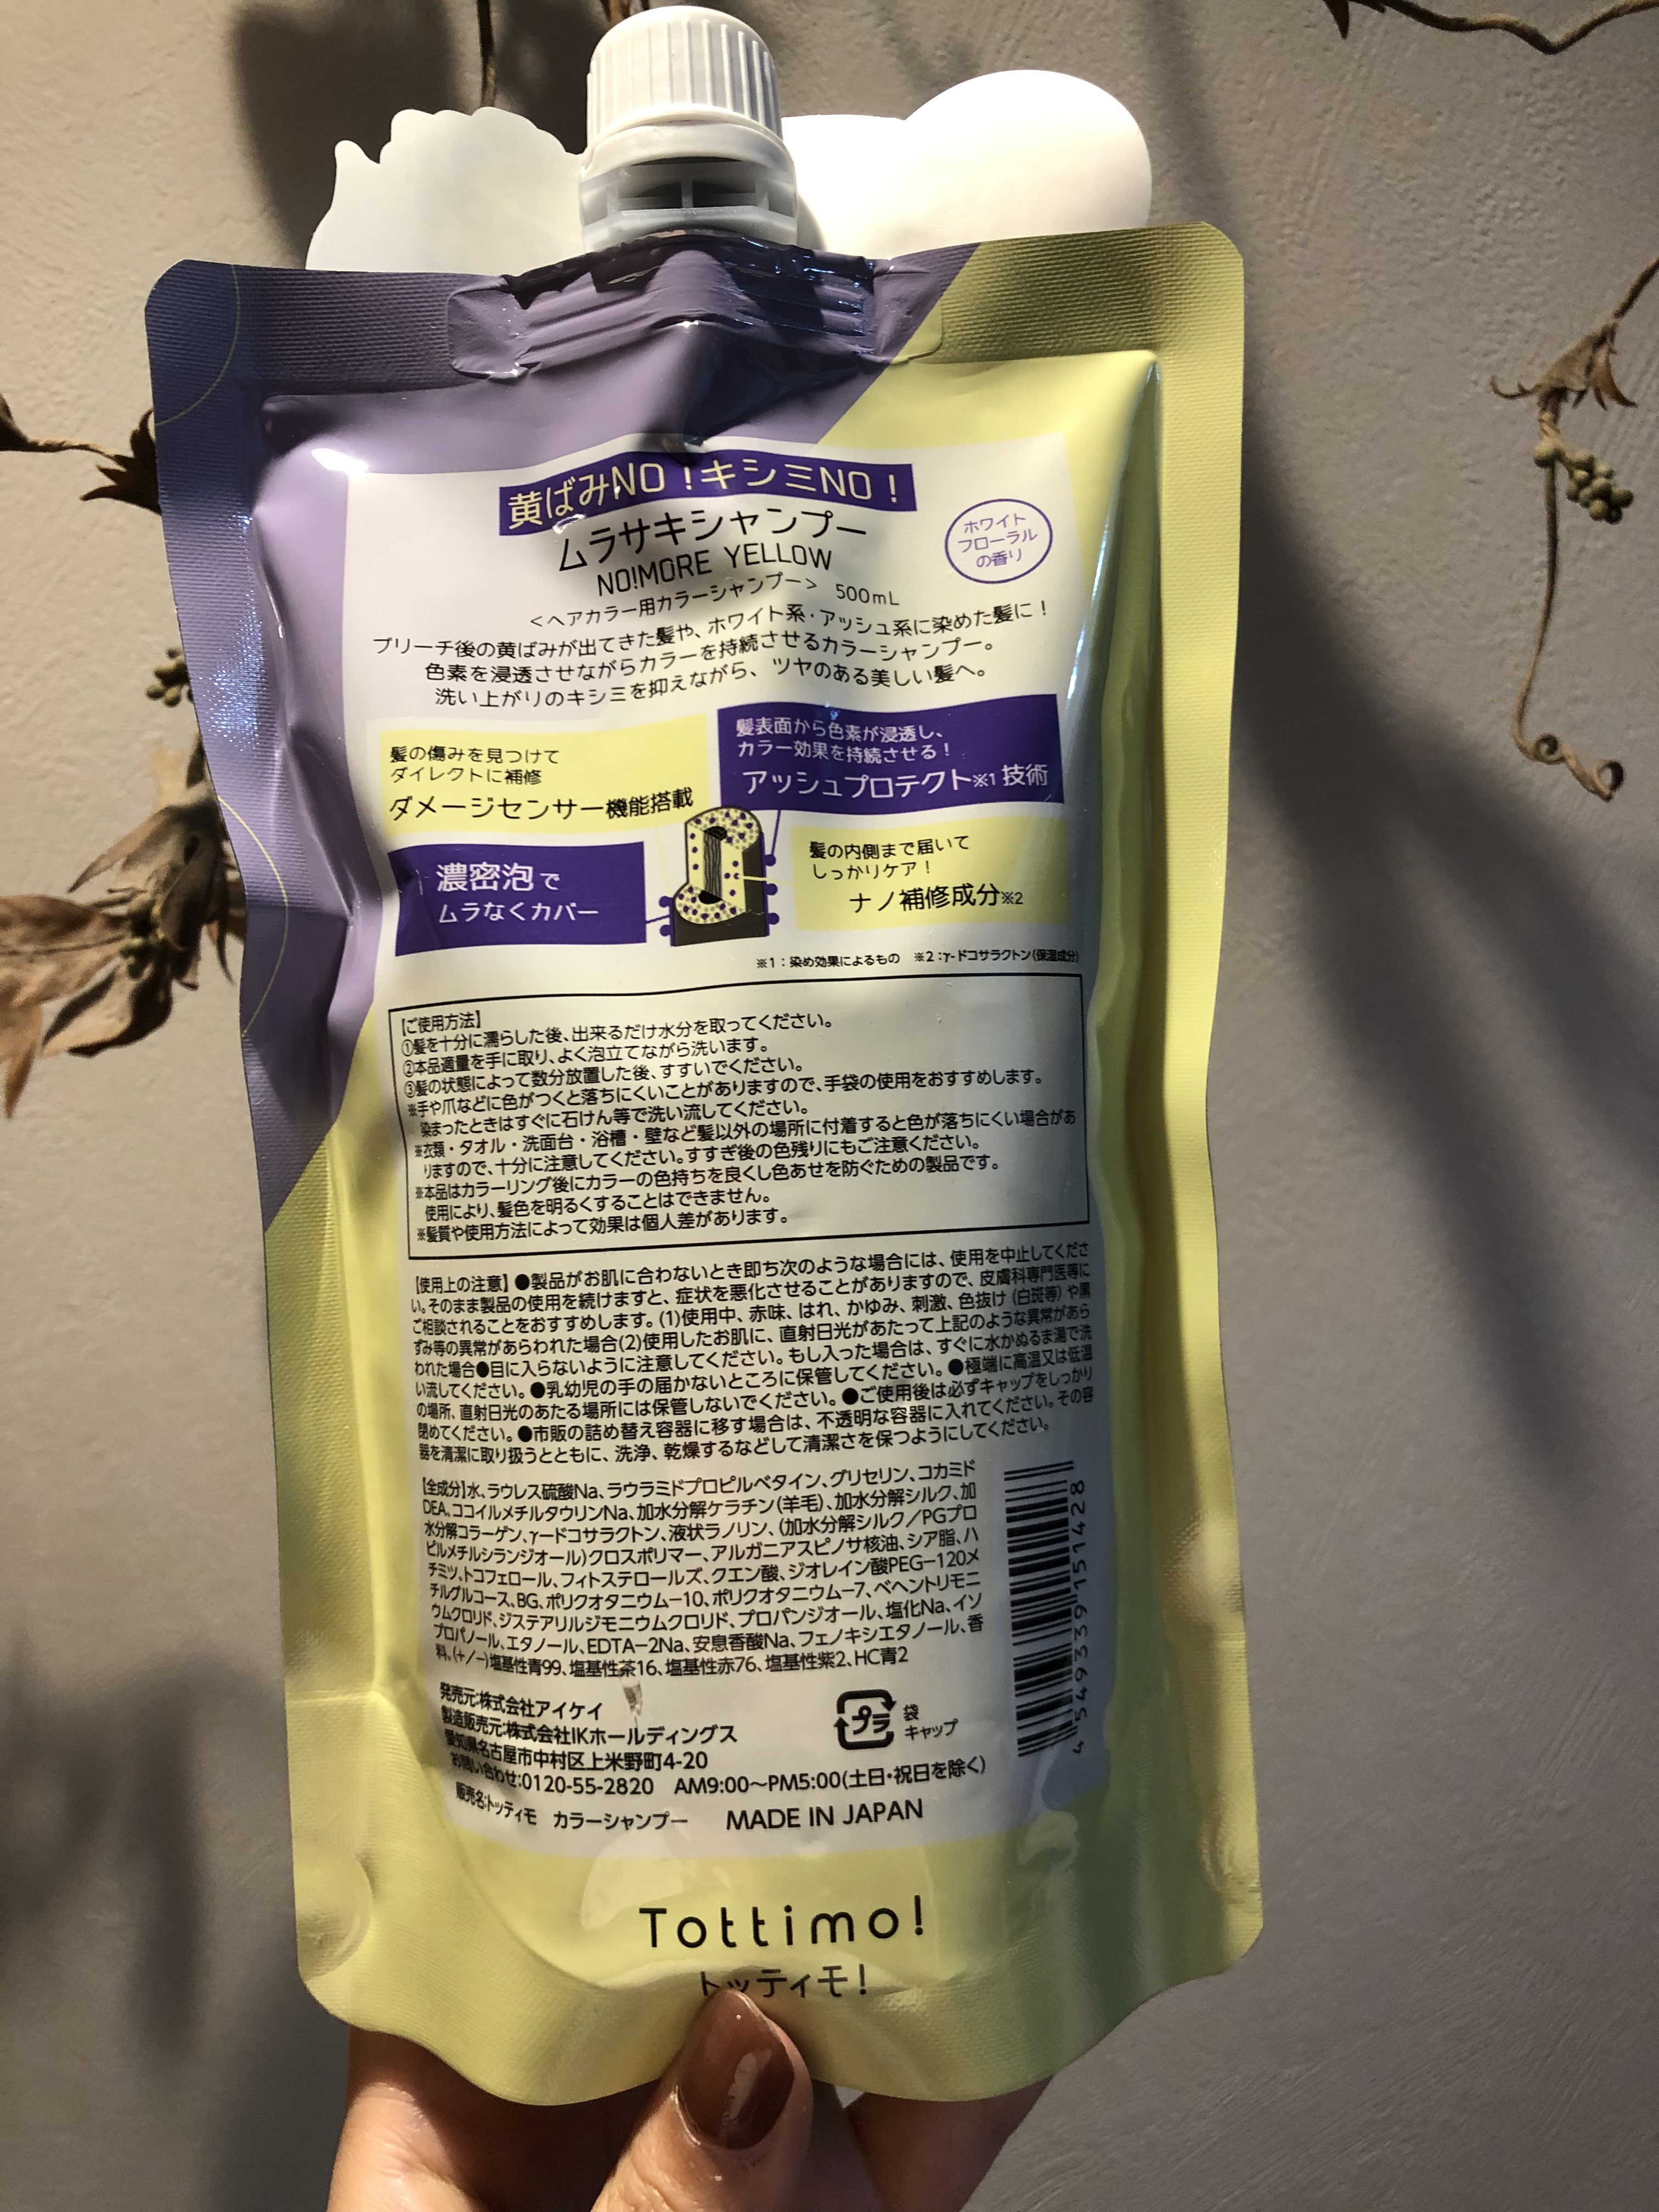 黄ばみNO！キシミNO！
ムラサキシャンプー
NO!MORE YELLOW
＜ヘアカラー用カラーシャンプー＞ 500mL
ホワイト
フローラル
の香り
ブリーチ後の黄ばみが出てきた髪や、ホワイト系・アッシュ系に染めた髪に！
色素を浸透させながらカラーを持続させるカラーシャンプー。
洗い上がりのキシミを抑えながら、ツヤのある美しい髪へ。
髪の傷みを見つけて
ダイレクトに補修
ダメージセンサー機能搭載
髪表面から色素が浸透し、
カラー効果を持続させる！
アッシュプロテクト※1 技術
濃密泡で
ムラなくカバー
髪の内側まで届いて
しっかりケア！
ナノ補修成分※2
※1：染め効果によるもの ※2：γ-ドコサラクトン(保湿成分)
【ご使用方法】
①髪を十分に濡らした後、出来るだけ水分を取ってください。
②本品適量を手に取り、よく泡立てながら洗います。
③髪の状態によって数分放置した後、すすいでください。
※手や爪などに色がつくと落ちにくいことがありますので、手袋の使用をおすすめします。
染まったときはすぐに石けん等で洗い流してください。
※衣類・タオル・洗面台・浴槽・壁など髪以外の場所に付着すると色が落ちにくい場合があ
りますので、十分に注意してください。すすぎ後の色残りにもご注意ください。
※本品はカラーリング後にカラーの色持ちを良くし色あせを防ぐための製品です。
使用により、髪色を明るくすることはできません。
※髪質や使用方法によって効果は個人差があります。
【使用上の注意】●製品がお肌に合わないとき即ち次のような場合には、使用を中止してくださ
い。そのまま製品の使用を続けますと、症状を悪化させることがありますので、皮膚科専門医等に
ご相談されることをおすすめします。(1)使用中、赤味、はれ、かゆみ、刺激、色抜け(白斑等)や黒
ずみ等の異常があらわれた場合(2)使用したお肌に、直射日光があたって上記のような異常があら
われた場合●目に入らないように注意してください。もし入った場合は、すぐに水かぬるま湯で洗
い流してください。●乳幼児の手の届かないところに保管してください。●極端に高温又は低温
の場所、直射日光のあたる場所には保管しないでください。●ご使用後は必ずキャップをしっかり
閉めてください。●市販の詰め替え容器に移す場合は、不透明な容器に入れてください。その容
器を清潔に取り扱うとともに、洗浄、乾燥するなどして清潔さを保つようにしてください。
【全成分】水、ラウレス硫酸Na、ラウラミドプロピルベタイン、グリセリン、コカミド
DEA、ココイルメチルタウリンNa、加水分解ケラチン(羊毛)、加水分解シルク、加
水分解コラーゲン、γードコサラクトン、液状ラノリン、(加水分解シルク／PGプロ
ピルメチルシランジオール)クロスポリマー、アルガニアスピノサ核油、シア脂、ハ
チミツ、トコフェロール、フィトステロールズ、クエン酸、ジオレイン酸PEG－120メ
チルグルコース、BG、ポリクオタニウム－10、ポリクオタニウム－7、ベヘントリモニ
ウムクロリド、ジステアリルジモニウムクロリド、プロパンジオール、塩化Na、イソ
プロパノール、エタノール、EDTA－2Na、安息香酸Na、フェノキシエタノール、香
料、(＋／－)塩基性青99、塩基性茶16、塩基性赤76、塩基性紫2、HC青2
4 549339 151428
発売元:株式会社アイケイ
製造販売元:株式会社IKホールディングス
愛知県名古屋市中村区上米野町4-20
お問い合わせ:0120-55-2820 AM9:00～PM5:00(土日・祝日を除く)
販売名:トッティモ カラーシャンプー MADE IN JAPAN
プラ
袋
キャップ
Tottimo!
トッティモ！